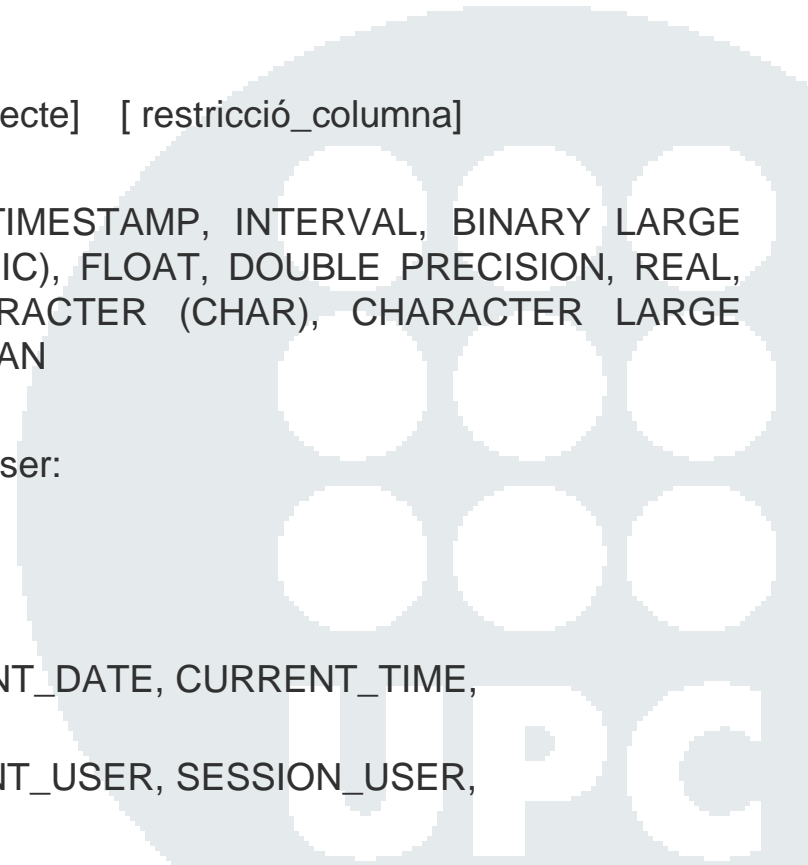 ecte] [ restricció_columna]
TIMESTAMP, INTERVAL, BINARY LARGE
IC), FLOAT, DOUBLE PRECISION, REAL,
RACTER (CHAR), CHARACTER LARGE
AN
ser:
NT_DATE, CURRENT_TIME,
NT_USER, SESSION_USER,
UPC